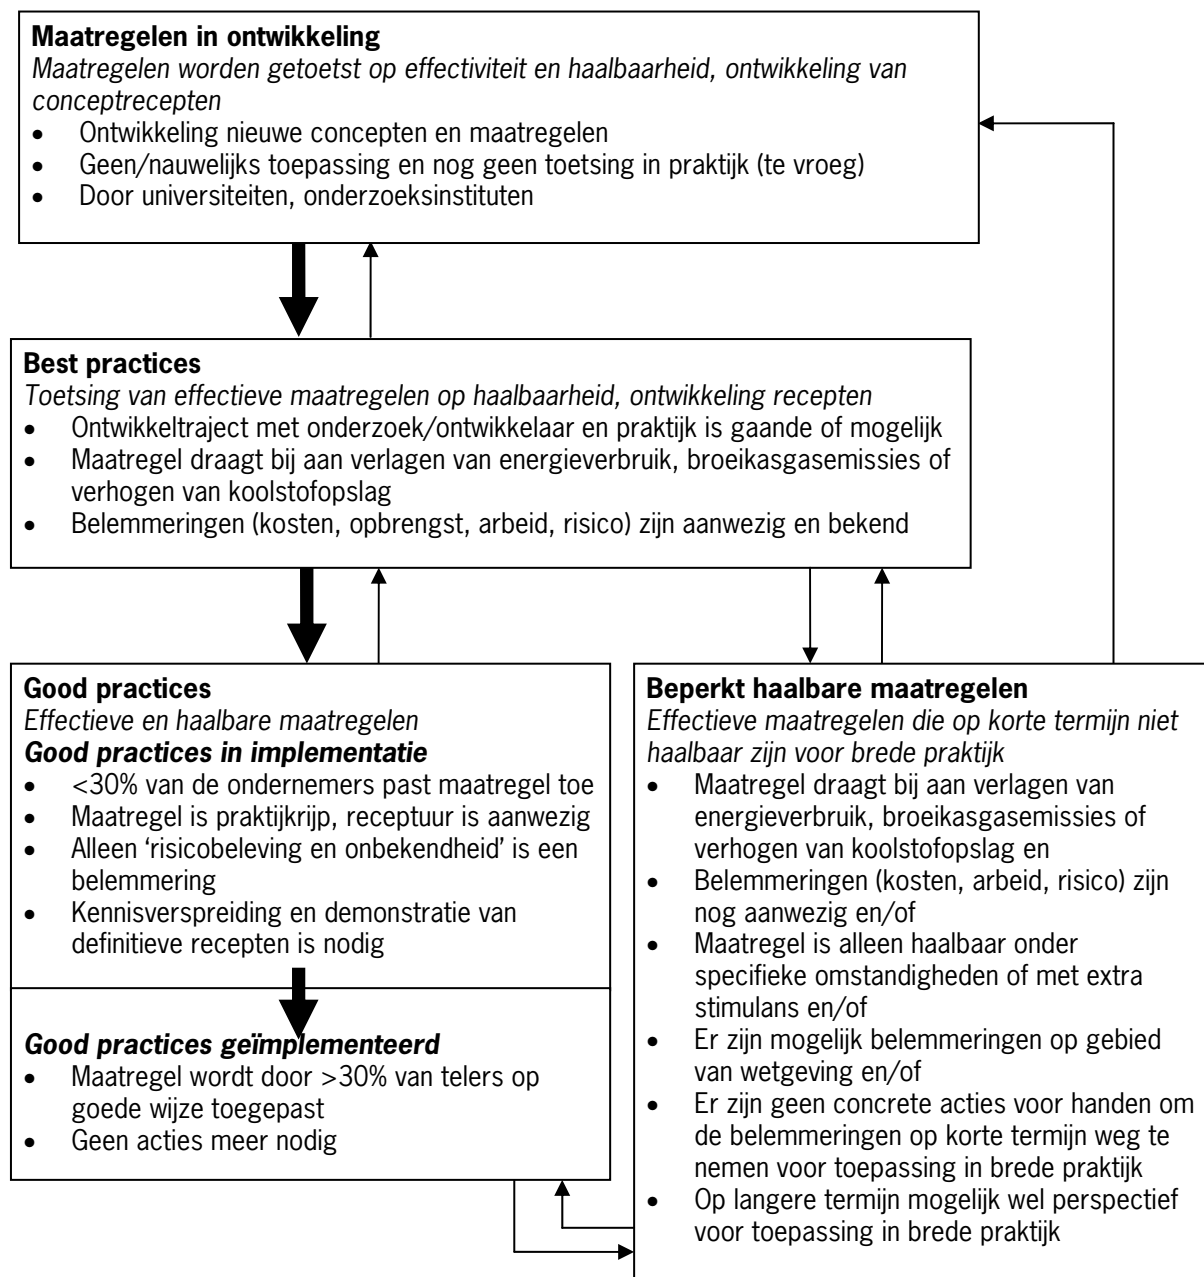 Maatregelen in ontwikkeling
Maatregelen worden getoetst op effectiviteit en haalbaarheid, ontwikkeling van
conceptrecepten
• Ontwikkeling nieuwe concepten en maatregelen
• Geen/nauwelijks toepassing en nog geen toetsing in praktijk (te vroeg)
• Door universiteiten, onderzoeksinstituten
Best practices
Toetsing van effectieve maatregelen op haalbaarheid, ontwikkeling recepten
• Ontwikkeltraject met onderzoek/ontwikkelaar en praktijk is gaande of mogelijk
• Maatregel draagt bij aan verlagen van energieverbruik, broeikasgasemissies of
verhogen van koolstofopslag
• Belemmeringen (kosten, opbrengst, arbeid, risico) zijn aanwezig en bekend
Good practices
Effectieve en haalbare maatregelen
Good practices in implementatie
• <30% van de ondernemers past maatregel toe
• Maatregel is praktijkrijp, receptuur is aanwezig
• Alleen ‘risicobeleving en onbekendheid’ is een
belemmering
• Kennisverspreiding en demonstratie van
definitieve recepten is nodig
Good practices geïmplementeerd
• Maatregel wordt door >30% van telers op
goede wijze toegepast
• Geen acties meer nodig
Beperkt haalbare maatregelen
Effectieve maatregelen die op korte termijn niet
haalbaar zijn voor brede praktijk
• Maatregel draagt bij aan verlagen van
energieverbruik, broeikasgasemissies of
verhogen van koolstofopslag en
• Belemmeringen (kosten, arbeid, risico) zijn
nog aanwezig en/of
• Maatregel is alleen haalbaar onder
specifieke omstandigheden of met extra
stimulans en/of
• Er zijn mogelijk belemmeringen op gebied
van wetgeving en/of
• Er zijn geen concrete acties voor handen om
de belemmeringen op korte termijn weg te
nemen voor toepassing in brede praktijk
• Op langere termijn mogelijk wel perspectief
voor toepassing in brede praktijk